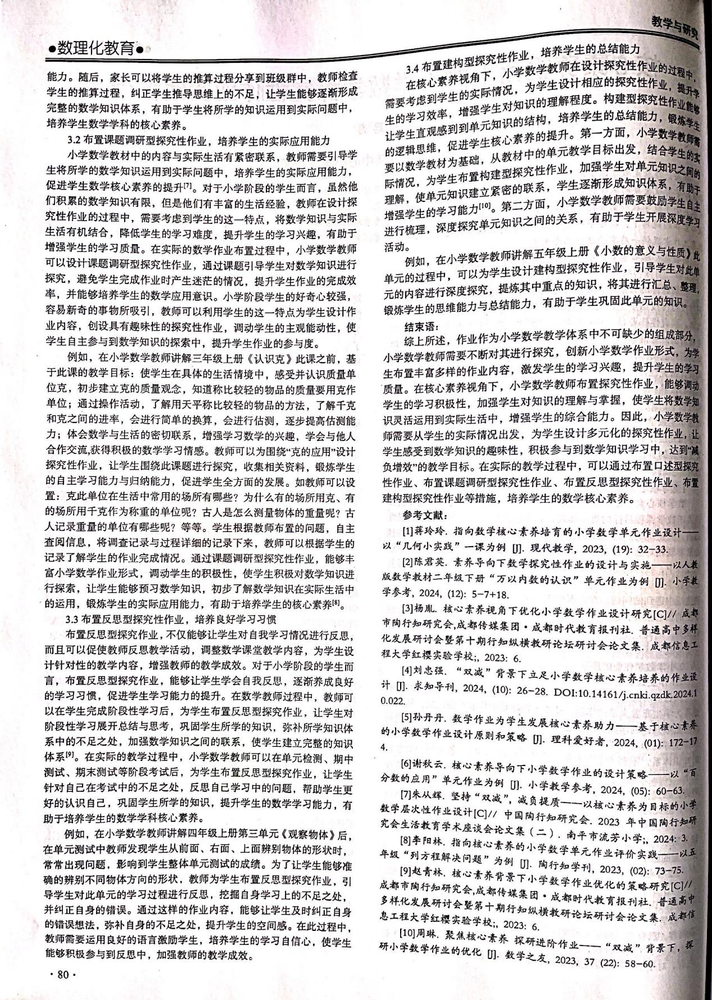 教学与研究
●数理化教育●
能力。随后，家长可以将学生的推算过程分享到班级群中，教师检查
学生的推算过程，纠正学生推导思维上的不足，让学生能够逐渐形成
完整的数学知识体系，有助于学生将所学的知识运用到实际问题中，
培养学生数学学科的核心素养。
3.2 布置课题调研型探究性作业，培养学生的实际应用能力
小学数学教材中的内容与实际生活有紧密联系，教师需要引导学
生将所学的数学知识运用到实际问题中，培养学生的实际应用能力，
促进学生数学核心素养的提升[7]。对于小学阶段的学生而言，虽然他
们积累的数学知识有限，但是他们有丰富的生活经验，教师在设计探
究性作业的过程中，需要考虑到学生的这一特点，将数学知识与实际
生活有机结合，降低学生的学习难度，提升学生的学习兴趣，有助于
增强学生的学习质量。在实际的数学作业布置过程中，小学数学教师
可以设计课题调研型探究性作业，通过课题引导学生对数学知识进行
探究，避免学生完成作业时产生迷茫的情况，提升学生作业的完成效
率，并能够培养学生的数学应用意识。小学阶段学生的好奇心较强，
容易新奇的事物所吸引，教师可以利用学生的这一特点为学生设计作
业内容，创设具有趣味性的探究性作业，调动学生的主观能动性，使
学生自主参与到数学知识的探索中，提升学生作业的参与度。
例如，在小学数学教师讲解三年级上册《认识克》此课之前，基
于此课的教学目标：使学生在具体的生活情境中，感受并认识质量单
位克，初步建立克的质量观念，知道称比较轻的物品的质量要用克作
单位；通过操作活动，了解用天平称比较轻的物品的方法，了解千克
和克之间的进率，会进行简单的换算，会进行估测，逐步提高估测能
力；体会数学与生活的密切联系，增强学习数学的兴趣，学会与他人
合作交流,获得积极的数学学习情感。教师可以为围绕“克的应用”设计
探究性作业，让学生围绕此课题进行探究，收集相关资料，锻炼学生
的自主学习能力与归纳能力，促进学生全方面的发展。如教师可以设
置：克此单位在生活中常用的场所有哪些？为什么有的场所用克、有
的场所用千克作为称重的单位呢？古人是怎么测量物体的重量呢？古
人记录重量的单位有哪些呢？等等。学生根据教师布置的问题，自主
查阅信息，将调查记录与过程详细的记录下来，教师可以根据学生的
记录了解学生的作业完成情况。通过课题调研型探究性作业，能够丰
富小学数学作业形式，调动学生的积极性，使学生积极对数学知识进
行探索，让学生能够预习数学知识，初步了解数学知识在实际生活中
的运用，锻炼学生的实际应用能力，有助于培养学生的核心素养[8]。
3.3 布置反思型探究性作业，培养良好学习习惯
布置反思型探究作业，不仅能够让学生对自我学习情况进行反思，
而且可以促使教师反思教学活动，调整数学课堂教学内容，为学生设
计针对性的教学内容，增强教师的教学成效。对于小学阶段的学生而
言，布置反思型探究作业，能够让学生学会自我反思，逐渐养成良好
的学习习惯，促进学生学习能力的提升。在数学教师过程中，教师可
以在学生完成阶段性学习后，为学生布置反思型探究作业，让学生对
阶段性学习展开总结与思考，巩固学生所学的知识，弥补所学知识体
系中的不足之处，加强数学知识之间的联系，使学生建立完整的知识
体系[9]。在实际的教学过程中，小学数学教师可以在单元检测、期中
测试、期末测试等阶段考试后，为学生布置反思型探究作业，让学生
针对自己在考试中的不足之处，反思自己学习中的问题，帮助学生更
好的认识自己，巩固学生所学的知识，提升学生的数学学习能力，有
助于培养学生的数学学科核心素养。
例如，在小学数学教师讲解四年级上册第三单元《观察物体》后，
在单元测试中教师发现学生从前面、右面、上面辨别物体的形状时，
常常出现问题，影响到学生整体单元测试的成绩。为了让学生能够准
确的辨别不同物体方向的形状，教师为学生布置反思型探究作业，引
导学生对此单元的学习过程进行反思，挖掘自身学习上的不足之处，
并纠正自身的错误。通过这样的作业内容，能够让学生及时纠正自身
的错误想法，弥补自身的不足之处，提升学生的空间感。在此过程中，
教师需要运用良好的语言激励学生，培养学生的学习自信心，使学生
能够积极参与到反思中，加强教师的教学成效。
3.4 布置建构型探究性作业，培养学生的总结能力
在核心素养视角下，小学数学教师在设计探究性作业的过程中，
需要考虑到学生的实际情况，为学生设计相应的探究性作业，提升学
生的学习效率，增强学生对知识的理解程度。构建型探究性作业能够
让学生直观感到到单元知识的结构，培养学生的总结能力，锻炼学生
的逻辑思维，促进学生核心素养的提升。第一方面，小学数学教师需
要以数学教材为基础，从教材中的单元教学目标出发，结合学生的实
际情况，为学生布置构建型探究性作业，加强学生对单元知识之间的
理解，使单元知识建立紧密的联系，学生逐渐形成知识体系，有助于
增强学生的学习能力[10]。第二方面，小学数学教师需要鼓励学生自主
进行梳理，深度探究单元知识之间的关系，有助于学生开展深度学习
活动。
例如，在小学数学教师讲解五年级上册《小数的意义与性质》此
单元的过程中，可以为学生设计建构型探究性作业，引导学生对此单
元的内容进行深度探究，提炼其中重点的知识，将其进行汇总、整理，
锻炼学生的思维能力与总结能力，有助于学生巩固此单元的知识。
结束语：
综上所述，作业作为小学数学教学体系中不可缺少的组成部分，
小学数学教师需要不断对其进行探究，创新小学数学作业形式，为学
生布置丰富多样的作业内容，激发学生的学习兴趣，提升学生的学习
质量。在核心素养视角下，小学数学教师布置探究性作业，能够调动
学生的学习积极性，加强学生对知识的理解与掌握，使学生将数学知
识灵活运用到实际生活中，增强学生的综合能力。因此，小学数学教
师需要从学生的实际情况出发，为学生设计多元化的探究性作业，让
学生感受到数学知识的趣味性，积极参与到数学知识学习中，达到“减
负增效”的教学目标。在实际的教学过程中，可以通过布置口述型探究
性作业、布置课题调研型探究性作业、布置反思型探究性作业、布置
建构型探究性作业等措施，培养学生的数学核心素养。
参考文献：
[1]蒋玲玲. 指向数学核心素养培育的小学数学单元作业设计——
以“几何小实践”一课为例 [J]. 现代教学, 2023, (19): 32-33.
[2]陈君英. 素养导向下数学探究性作业的设计与实施——以人教
版数学教材二年级下册“万以内数的认识”单元作业为例 [J]. 小学教
学参考, 2024, (12): 5-7+18.
[3]杨胤. 核心素养视角下优化小学数学作业设计研究[C]// 成都
市陶行知研究会,成都传媒集团·成都时代教育报刊社. 普通高中多样
化发展研讨会暨第十期行知纵横教研论坛研讨会论文集. 成都信息工
程大学红樱实验学校;, 2023: 6.
[4]刘忠强. “双减”背景下立足小学数学核心素养培养的作业设
计 [J]. 求知导刊, 2024, (10): 26-28. DOI:10.14161/j.cnki.qzdk.2024.1
0.022.
[5]孙丹丹. 数学作业为学生发展核心素养助力——基于核心素养
的小学数学作业设计原则和策略 [J]. 理科爱好者, 2024, (01): 172-17
4.
[6]谢秋云. 核心素养导向下小学数学作业的设计策略——以“百
分数的应用”单元作业为例 [J]. 小学教学参考, 2024, (05): 60-63.
[7]朱从辉. 坚持“双减”, 减负提质——以核心素养为目标的小学
数学层次性作业设计[C]// 中国陶行知研究会. 2023 年中国陶行知研
究会生活教育学术座谈会论文集（二）. 南平市流芳小学;, 2024: 3.
[8]李阳林. 指向核心素养的小学数学单元作业评价实践——以五
年级“列方程解决问题”为例 [J]. 陶行知学刊, 2023, (02): 73-75.
[9]赵青林. 核心素养背景下小学数学作业优化的策略研究[C]//
成都市陶行知研究会,成都传媒集团·成都时代教育报刊社. 普通高中
多样化发展研讨会暨第十期行知纵横教研论坛研讨会论文集. 成都信
息工程大学红樱实验学校;, 2023: 6.
[10]周琳. 聚焦核心素养 探研进阶作业——“双减”背景下，探
研小学数学作业的优化 [J]. 数学之友, 2023, 37 (22): 58-60.
·80·